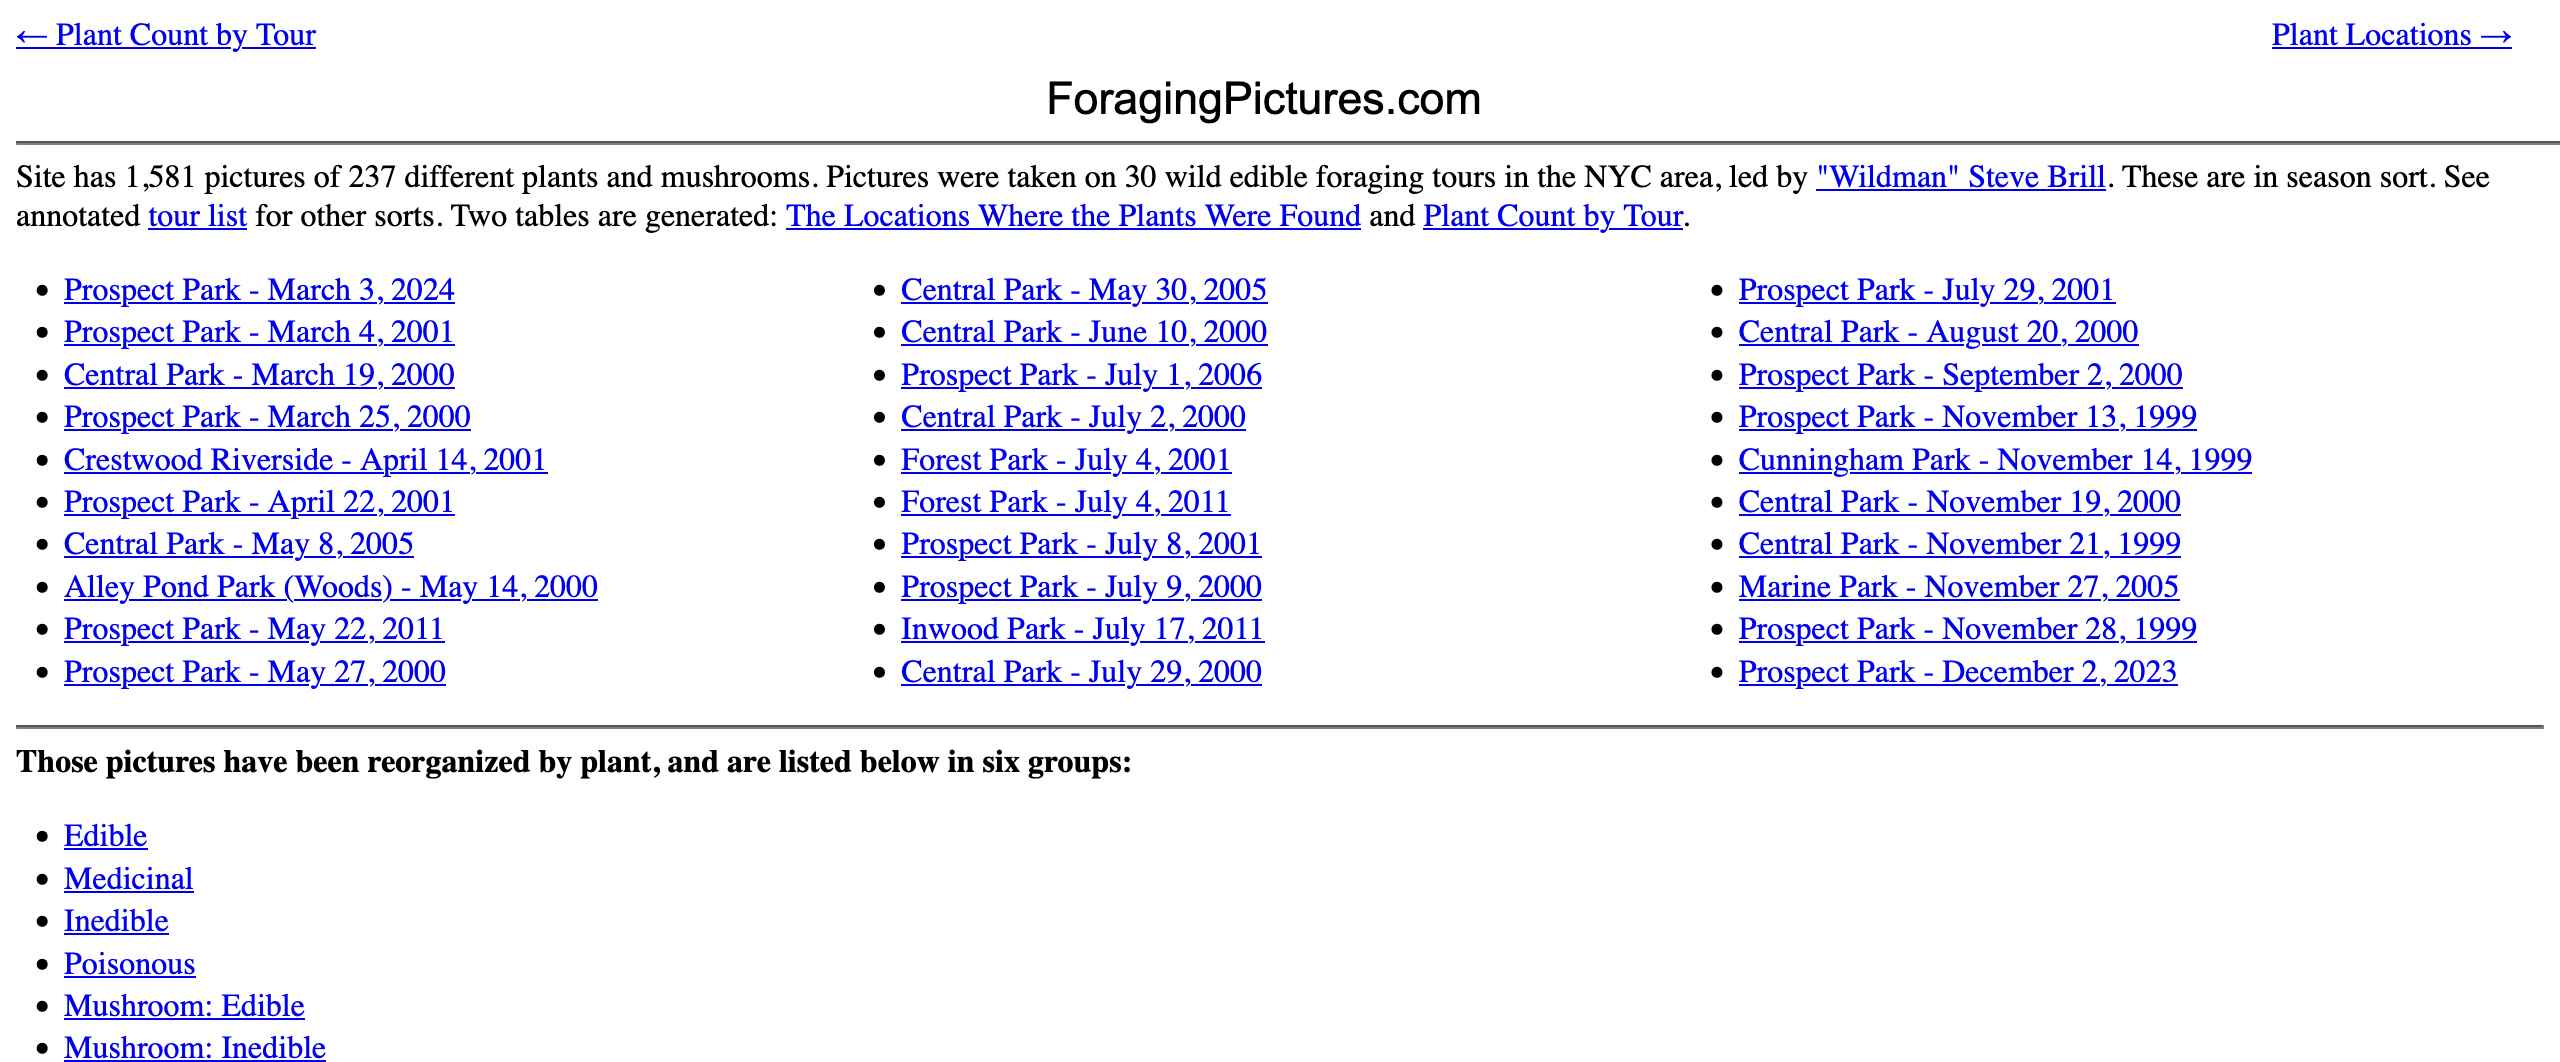 ← Plant Count by Tour
Plant Locations →
ForagingPictures.com
Site has 1,581 pictures of 237 different plants and mushrooms. Pictures were taken on 30 wild edible foraging tours in the NYC area, led by "Wildman" Steve Brill. These are in season sort. See
annotated tour list for other sorts. Two tables are generated: The Locations Where the Plants Were Found and Plant Count by Tour.
• Prospect Park - March 3, 2024
• Prospect Park - March 4, 2001
• Central Park - March 19, 2000
• Prospect Park - March 25, 2000
• Crestwood Riverside - April 14, 2001
• Prospect Park - April 22, 2001
• Central Park - May 8, 2005
• Alley Pond Park (Woods) - May 14, 2000
• Prospect Park - May 22, 2011
• Prospect Park - May 27, 2000
• Central Park - May 30, 2005
• Central Park - June 10, 2000
• Prospect Park - July 1, 2006
• Central Park - July 2, 2000
• Forest Park - July 4, 2001
• Forest Park - July 4, 2011
• Prospect Park - July 8, 2001
• Prospect Park - July 9, 2000
• Inwood Park - July 17, 2011
• Central Park - July 29, 2000
• Prospect Park - July 29, 2001
• Central Park - August 20, 2000
• Prospect Park - September 2, 2000
• Prospect Park - November 13, 1999
• Cunningham Park - November 14, 1999
• Central Park - November 19, 2000
• Central Park - November 21, 1999
• Marine Park - November 27, 2005
• Prospect Park - November 28, 1999
• Prospect Park - December 2, 2023
Those pictures have been reorganized by plant, and are listed below in six groups:
• Edible
• Medicinal
• Inedible
• Poisonous
• Mushroom: Edible
• Mushroom: Inedible